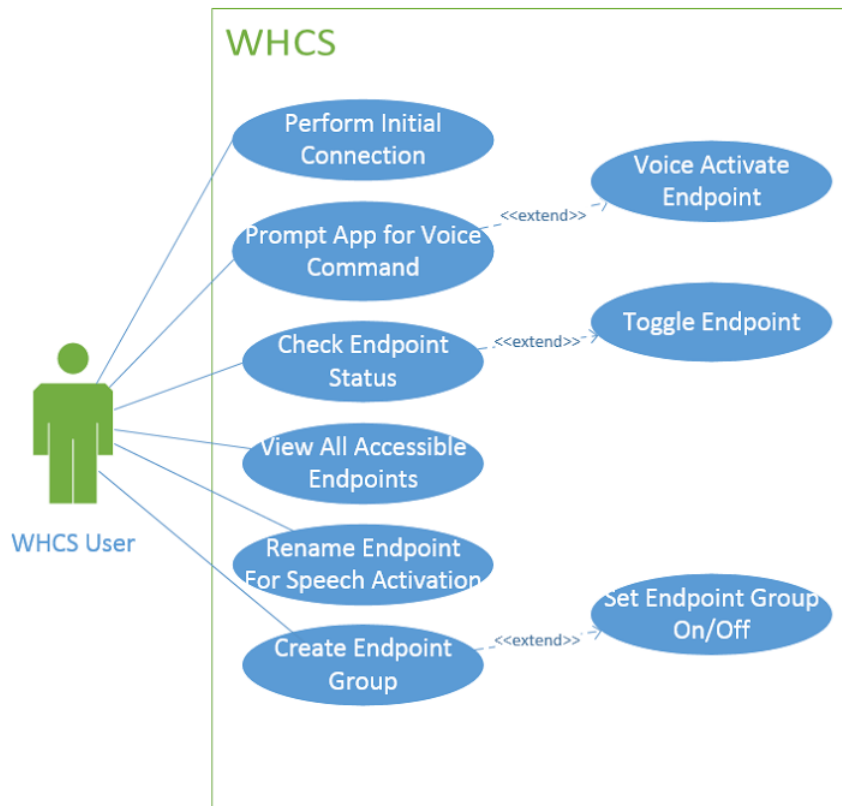 WHCS
Perform Initial
Connection
Voice Activate
Endpoint
<<extend>>
Prompt App for Voice
Command
Toggle Endpoint
<<extend>>
Check Endpoint
Status
View All Accessible
Endpoints
WHCS User
Rename Endpoint
For Speech Activation
Set Endpoint Group
On/Off
<<extend>>
Create Endpoint
Group